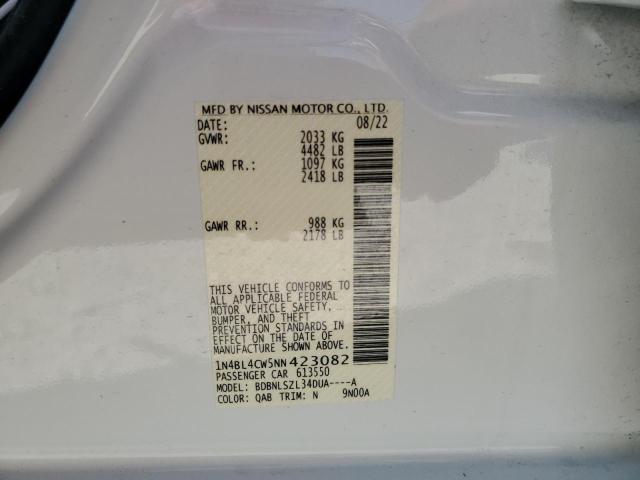 MFD BY NISSAN MOTOR CO., LTD.
DATE: 08/22
GVWR: 2033 KG
4482 LB
GAWR FR.: 1097 KG
2418 LB
GAWR RR.: 988 KG
2178 LB
THIS VEHICLE CONFORMS TO
ALL APPLICABLE FEDERAL
MOTOR VEHICLE SAFETY,
BUMPER, AND THEFT
PREVENTION STANDARDS IN
EFFECT ON THE DATE OF
MANUFACTURE SHOWN ABOVE.
1N4BL4CW5NN423082
PASSENGER CAR 613550
MODEL: BDBNLSZL34DUA----A
COLOR: QAB TRIM: N 9N00A